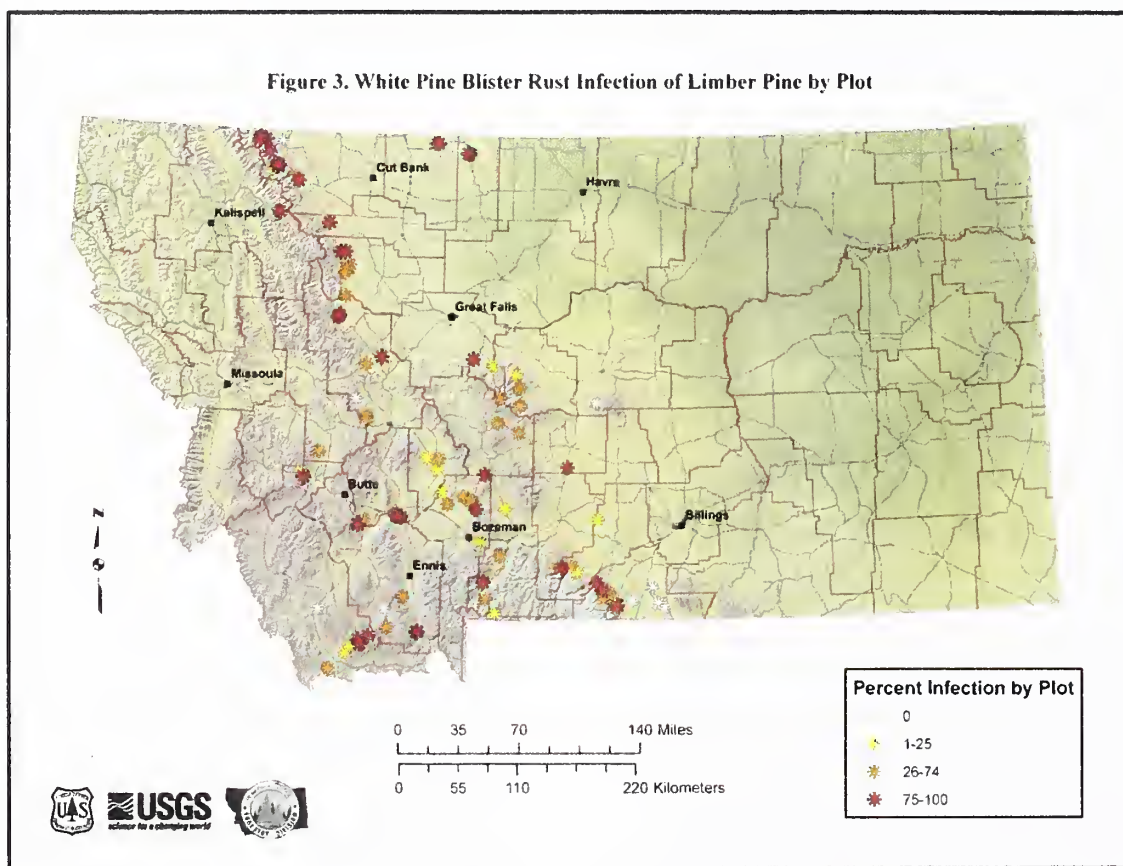 Figure 3. White Pine Blister Rust Infection of Limber Pine by Plot
Cut Bank
Havre
Kalispell
Great Falls
Missoula
Butte
Billings
Bozeman
Ennis
N
Percent Infection by Plot
0
1-25
26-74
75-100
0 35 70 140 Miles
0 55 110 220 Kilometers
UAS
USGS
science for a changing world